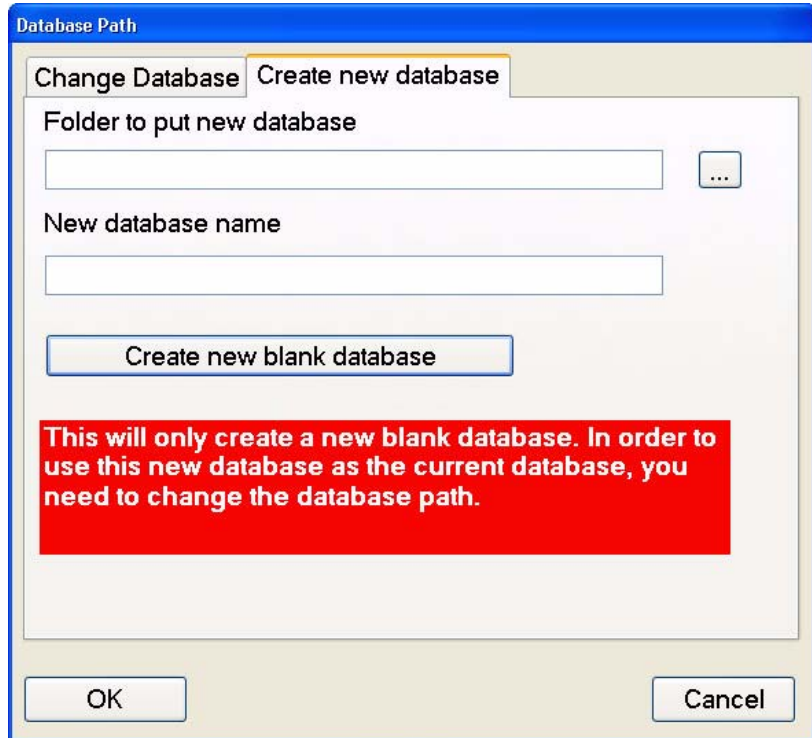 Database Path
Change Database
Create new database
Folder to put new database
...
New database name
Create new blank database
This will only create a new blank database. In order to
use this new database as the current database, you
need to change the database path.
OK
Cancel